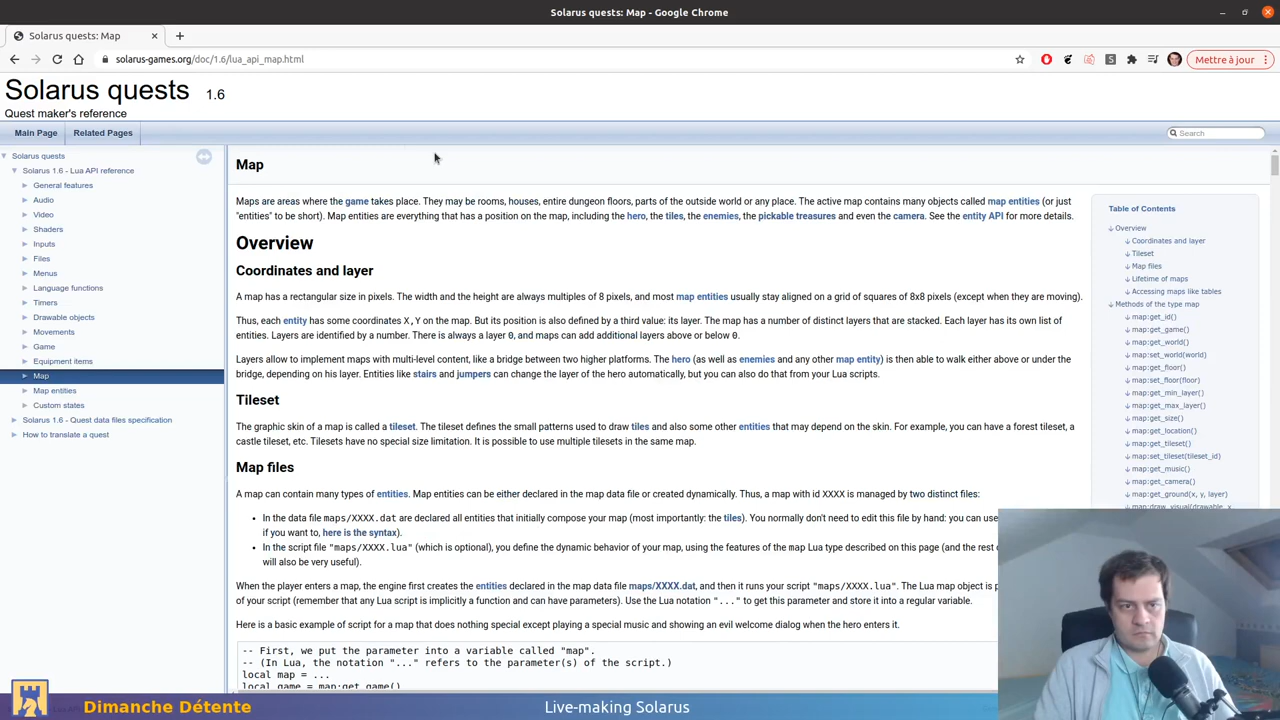 Solarus quests: Map - Google Chrome
Solarus quests: Map
solarus-games.org/doc/1.6/lua_api_map.html
Mettre à jour
Solarus quests 1.6
Quest maker's reference
Main Page
Related Pages
Search
Solarus quests
Solarus 1.6 - Lua API reference
General features
Audio
Video
Shaders
Inputs
Files
Menus
Language functions
Timers
Drawable objects
Movements
Game
Equipment items
Map
Map entities
Custom states
Solarus 1.6 - Quest data files specification
How to translate a quest
Map
Maps are areas where the game takes place. They may be rooms, houses, entire dungeon floors, parts of the outside world or any place. The active map contains many objects called map entities (or just
"entities" to be short). Map entities are everything that has a position on the map, including the hero, the tiles, the enemies, the pickable treasures and even the camera. See the entity API for more details.
Overview
Coordinates and layer
A map has a rectangular size in pixels. The width and the height are always multiples of 8 pixels, and most map entities usually stay aligned on a grid of squares of 8x8 pixels (except when they are moving).
Thus, each entity has some coordinates X,Y on the map. But its position is also defined by a third value: its layer. The map has a number of distinct layers that are stacked. Each layer has its own list of
entities. Layers are identified by a number. There is always a layer 0, and maps can add additional layers above or below 0.
Layers allow to implement maps with multi-level content, like a bridge between two higher platforms. The hero (as well as enemies and any other map entity) is then able to walk either above or under the
bridge, depending on his layer. Entities like stairs and jumpers can change the layer of the hero automatically, but you can also do that from your Lua scripts.
Tileset
The graphic skin of a map is called a tileset. The tileset defines the small patterns used to draw tiles and also some other entities that may depend on the skin. For example, you can have a forest tileset, a
castle tileset, etc. Tilesets have no special size limitation. It is possible to use multiple tilesets in the same map.
Map files
A map can contain many types of entities. Map entities can be either declared in the map data file or created dynamically. Thus, a map with id XXXX is managed by two distinct files:
• In the data file maps/XXXX.dat are declared all entities that initially compose your map (most importantly: the tiles). You normally don't need to edit this file by hand: you can use
if you want to, here is the syntax).
• In the script file "maps/XXXX.lua" (which is optional), you define the dynamic behavior of your map, using the features of the map Lua type described on this page (and the rest o
will also be very useful).
When the player enters a map, the engine first creates the entities declared in the map data file maps/XXXX.dat, and then it runs your script "maps/XXXX.lua". The Lua map object is p
of your script (remember that any Lua script is implicitly a function and can have parameters). Use the Lua notation "..." to get this parameter and store it into a regular variable.
Here is a basic example of script for a map that does nothing special except playing a special music and showing an evil welcome dialog when the hero enters it.
-- First, we put the parameter into a variable called "map".
-- (In Lua, the notation "..." refers to the parameter(s) of the script.)
local map = ...
local game = map:get_game()
Table of Contents
↓ Overview
↓ Coordinates and layer
↓ Tileset
↓ Map files
↓ Lifetime of maps
↓ Accessing maps like tables
↓ Methods of the type map
↓ map:get_id()
↓ map:get_game()
↓ map:get_world()
↓ map:set_world(world)
↓ map:get_floor()
↓ map:set_floor(floor)
↓ map:get_min_layer()
↓ map:get_max_layer()
↓ map:get_size()
↓ map:get_location()
↓ map:get_tileset()
↓ map:set_tileset(tileset_id)
↓ map:get_music()
↓ map:get_camera()
↓ map:get_ground(x, y, layer)
↓ map:draw_visual(drawable, x
Dimanche Détente
Live-making Solarus